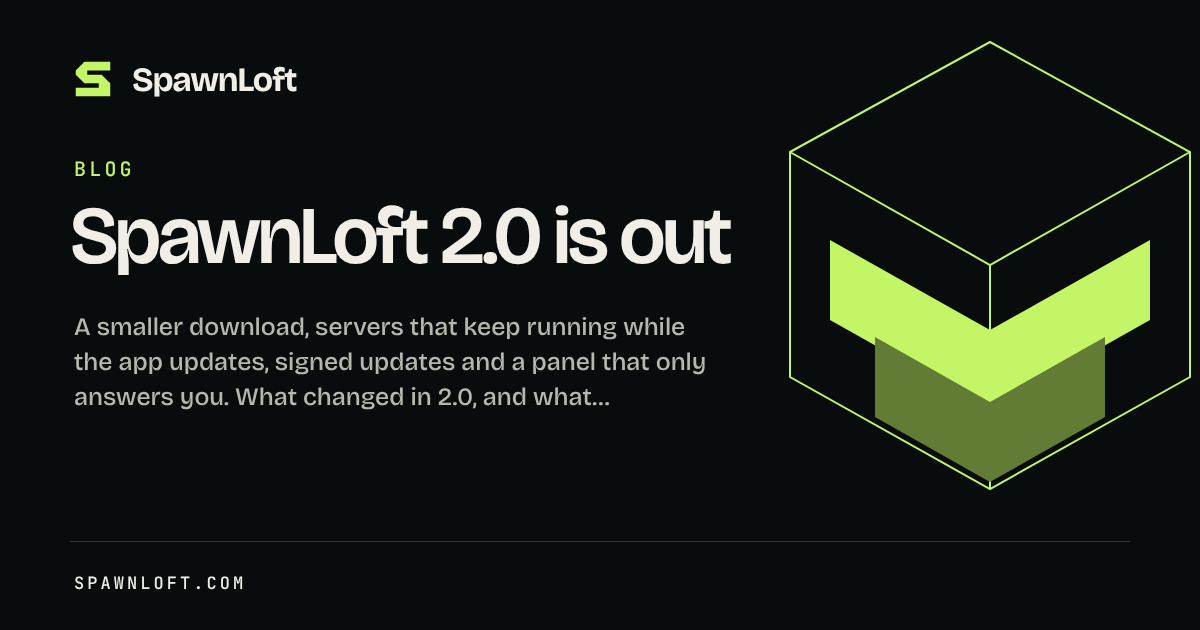 SpawnLoft
BLOG
SpawnLoft 2.0 is out
A smaller download, servers that keep running while
the app updates, signed updates and a panel that only
answers you. What changed in 2.0, and what...
SPAWNLOFT.COM